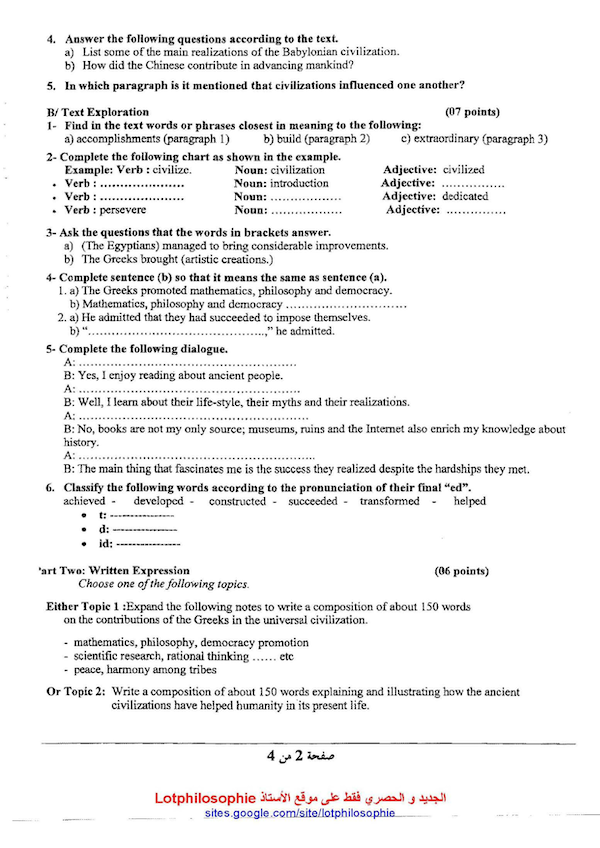 4. Answer the following questions according to the text.
a) List some of the main realizations of the Babylonian civilization.
b) How did the Chinese contribute in advancing mankind?
5. In which paragraph is it mentioned that civilizations influenced one another?
B/ Text Exploration (07 points)
1- Find in the text words or phrases closest in meaning to the following:
a) accomplishments (paragraph 1) b) build (paragraph 2) c) extraordinary (paragraph 3)
2- Complete the following chart as shown in the example.
Example: Verb : civilize. Noun: civilization Adjective: civilized
• Verb : ..................... Noun: introduction Adjective: ................
• Verb : ..................... Noun: .................. Adjective: dedicated
• Verb : persevere Noun: .................. Adjective: ...............
3- Ask the questions that the words in brackets answer.
a) (The Egyptians) managed to bring considerable improvements.
b) The Greeks brought (artistic creations.)
4- Complete sentence (b) so that it means the same as sentence (a).
1. a) The Greeks promoted mathematics, philosophy and democracy.
b) Mathematics, philosophy and democracy ..............................
2. a) He admitted that they had succeeded to impose themselves.
b) “............................................,” he admitted.
5- Complete the following dialogue.
A: ......................................................
B: Yes, I enjoy reading about ancient people.
A: .......................................................
B: Well, I learn about their life-style, their myths and their realizations.
A: .........................................................
B: No, books are not my only source; museums, ruins and the Internet also enrich my knowledge about
history.
A: ..........................................................
B: The main thing that fascinates me is the success they realized despite the hardships they met.
6. Classify the following words according to the pronunciation of their final “ed”.
achieved - developed - constructed - succeeded - transformed - helped
• t: ----------------
• d: ----------------
• id: ----------------
'art Two: Written Expression (06 points)
Choose one of the following topics.
Either Topic 1 :Expand the following notes to write a composition of about 150 words
on the contributions of the Greeks in the universal civilization.
- mathematics, philosophy, democracy promotion
- scientific research, rational thinking ...... etc
- peace, harmony among tribes
Or Topic 2: Write a composition of about 150 words explaining and illustrating how the ancient
civilizations have helped humanity in its present life.
صفحة 2 من 4
الجديد و الحصري فقط على موقع الأستاذ Lotphilosophie
sites.google.com/site/lotphilosophie